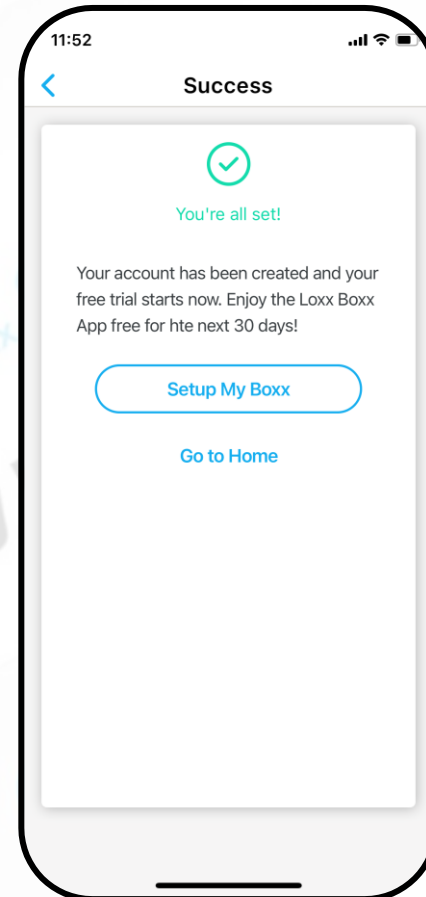 11:52
Success
You're all set!
Your account has been created and your
free trial starts now. Enjoy the Loxx Boxx
App free for hte next 30 days!
Setup My Boxx
Go to Home